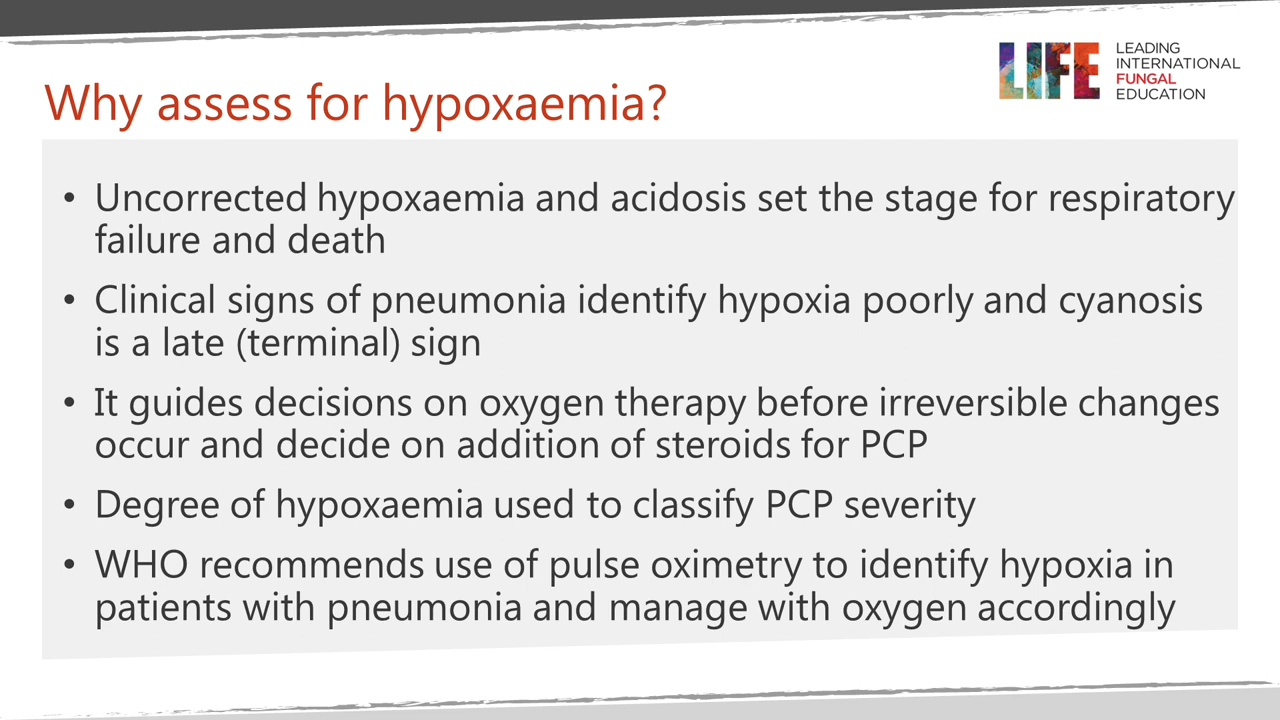 LIFE
LEADING
INTERNATIONAL
FUNGAL
EDUCATION
Why assess for hypoxaemia?
• Uncorrected hypoxaemia and acidosis set the stage for respiratory
failure and death
• Clinical signs of pneumonia identify hypoxia poorly and cyanosis
is a late (terminal) sign
• It guides decisions on oxygen therapy before irreversible changes
occur and decide on addition of steroids for PCP
• Degree of hypoxaemia used to classify PCP severity
• WHO recommends use of pulse oximetry to identify hypoxia in
patients with pneumonia and manage with oxygen accordingly